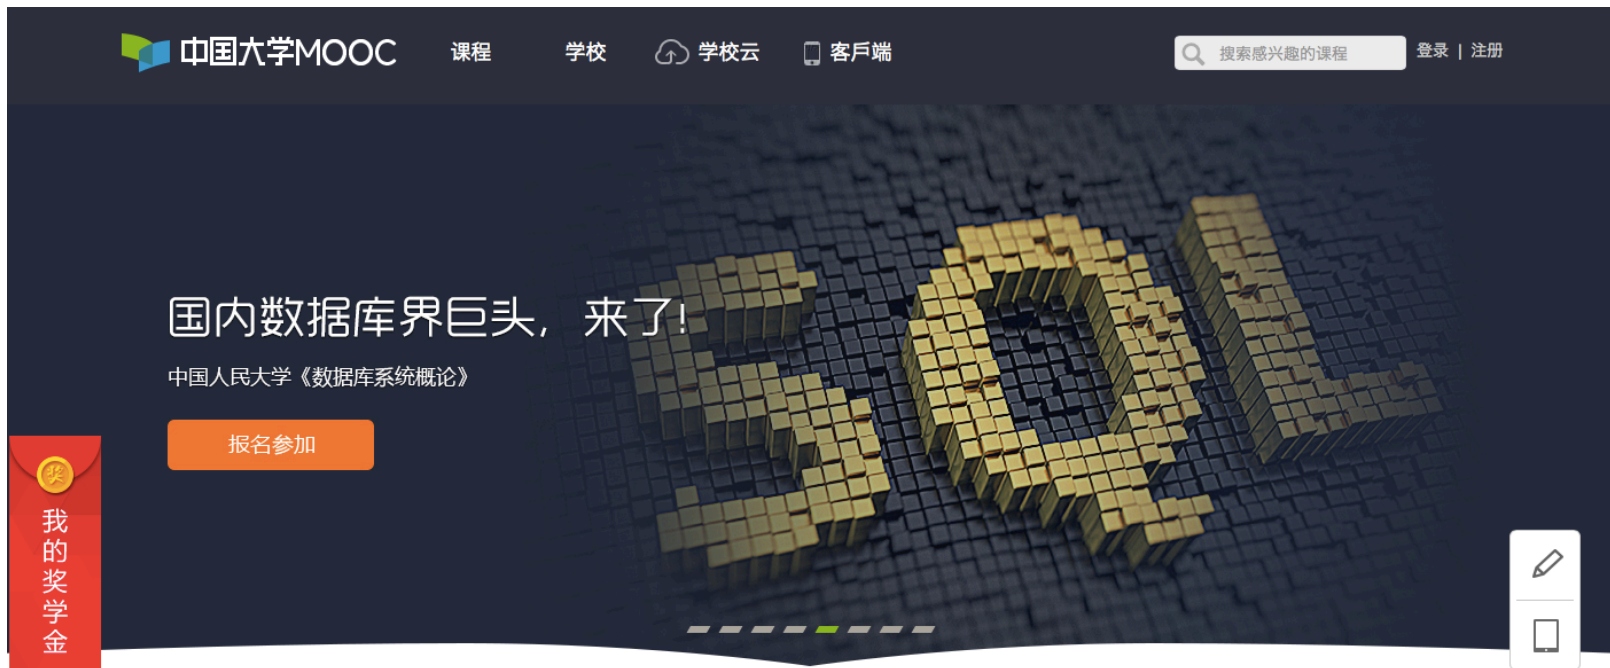 中国大学MOOC 课程 学校 学校云 客戶端 搜索感兴趣的课程 登录 | 注册
SQL
国内数据库界巨头，来了!
中国人民大学《数据库系统概论》
报名参加
奖
我的奖学金